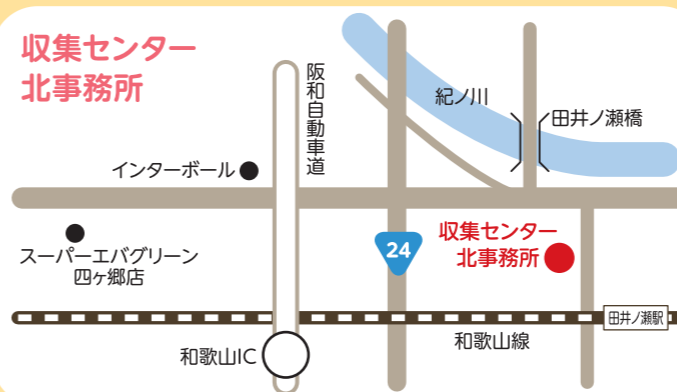 収集センター
北事務所
阪和自動車道
紀ノ川
田井ノ瀬橋
インターボール
スーパーエバグリーン
四ヶ郷店
24
収集センター
北事務所
田井ノ瀬駅
和歌山線
和歌山IC